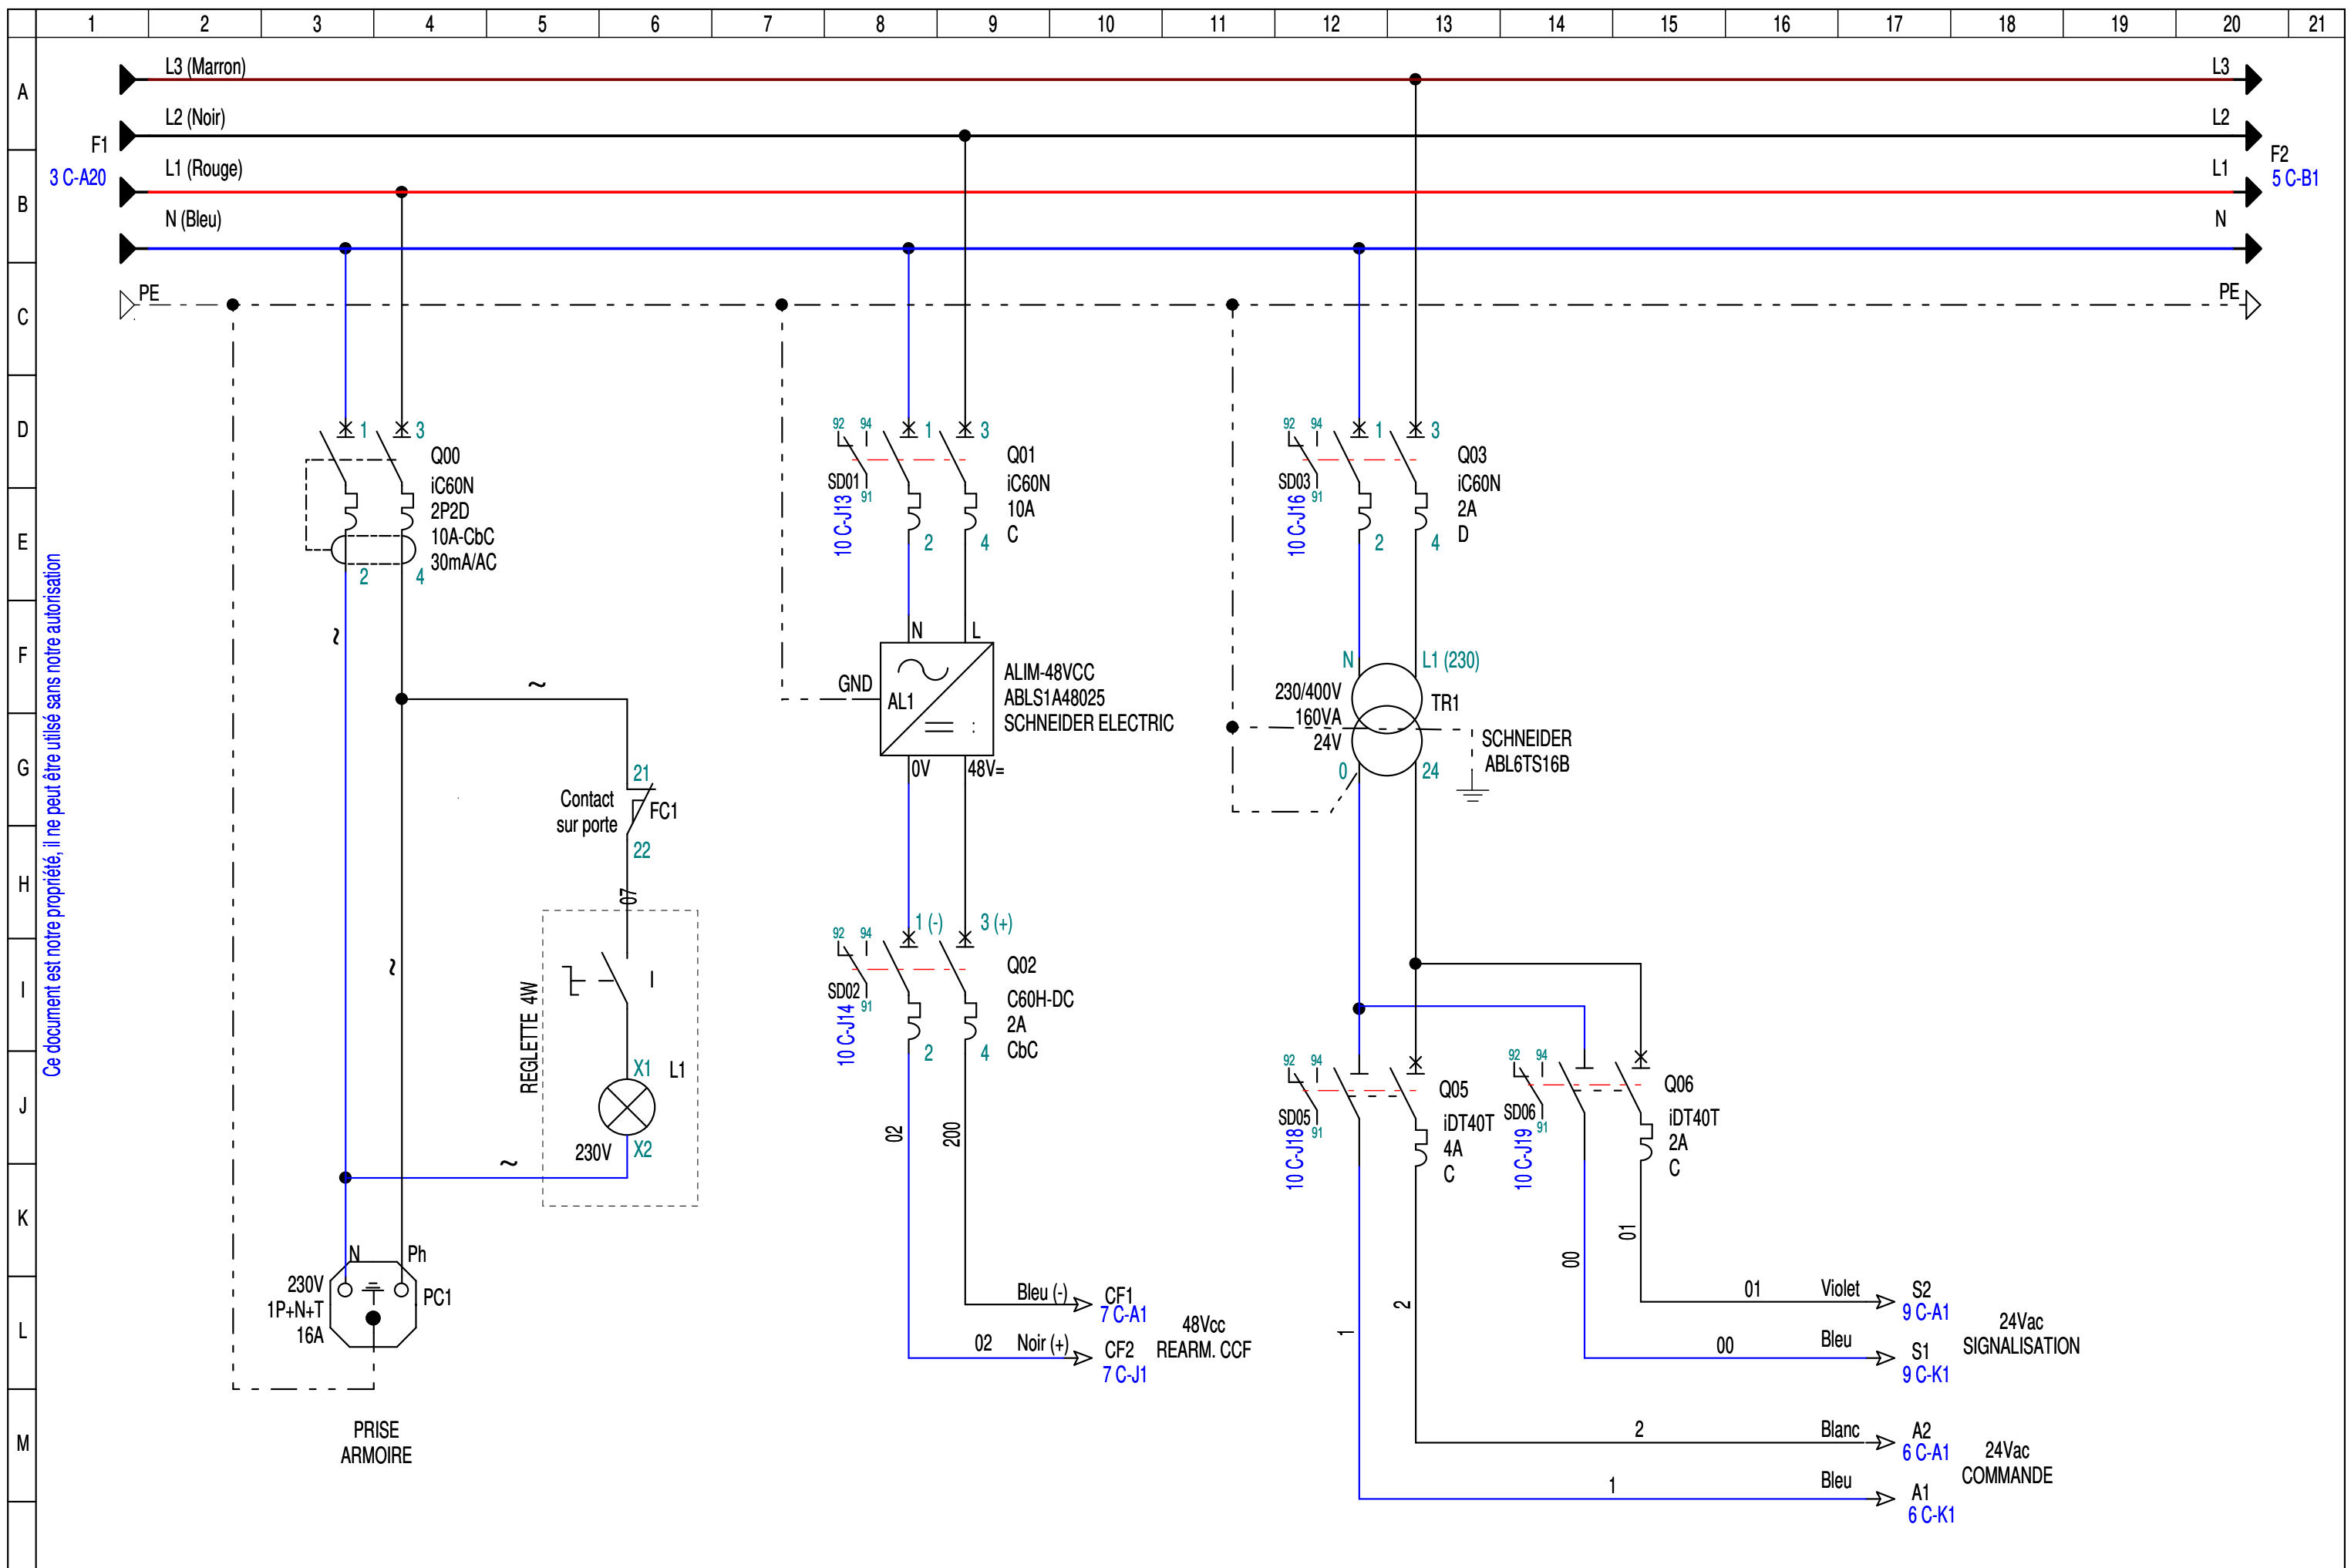 1 2 3 4 5 6 7 8 9 10 11 12 13 14 15 16 17 18 19 20 21
A
B
C
D
E
F
G
H
I
J
K
L
M
Ce document est notre propriété, il ne peut être utilsé sans notre autorisation
L3 (Marron)
L3
L2 (Noir)
L2
F1
3 C-A20
L1 (Rouge)
L1
F2
5 C-B1
N (Bleu)
N
PE
PE
1 3
Q00
iC60N
2P2D
10A-CbC
30mA/AC
2 4
~
~
~
~
21
Contact
sur porte
FC1
22
07
REGLETTE 4W
I
X1 L1
230V X2
N Ph
230V
1P+N+T
16A
PC1
PRISE
ARMOIRE
92 94 1 3
SD01
91
10 C-J13
Q01
iC60N
10A
C
2 4
N L
GND
AL1
ALIM-48VCC
ABLS1A48025
SCHNEIDER ELECTRIC
0V 48V=
1 (-) 3 (+)
92 94
SD02
91
10 C-J14
Q02
C60H-DC
2A
CbC
2 4
02
200
Bleu (-) CF1
7 C-A1
02 Noir (+) CF2
7 C-J1
48Vcc
REARM. CCF
92 94 1 3
SD03
91
10 C-J16
Q03
iC60N
2A
D
2 4
N L1 (230)
230/400V
160VA
24V
TR1
SCHNEIDER
ABL6TS16B
0 24
92 94
SD05
91
10 C-J18
Q05
iDT40T
4A
C
92 94
SD06
91
10 C-J19
Q06
iDT40T
2A
C
1
2
00
01
01 Violet S2
9 C-A1
00 Bleu S1
9 C-K1
24Vac
SIGNALISATION
2 Blanc A2
6 C-A1
1 Bleu A1
6 C-K1
24Vac
COMMANDE